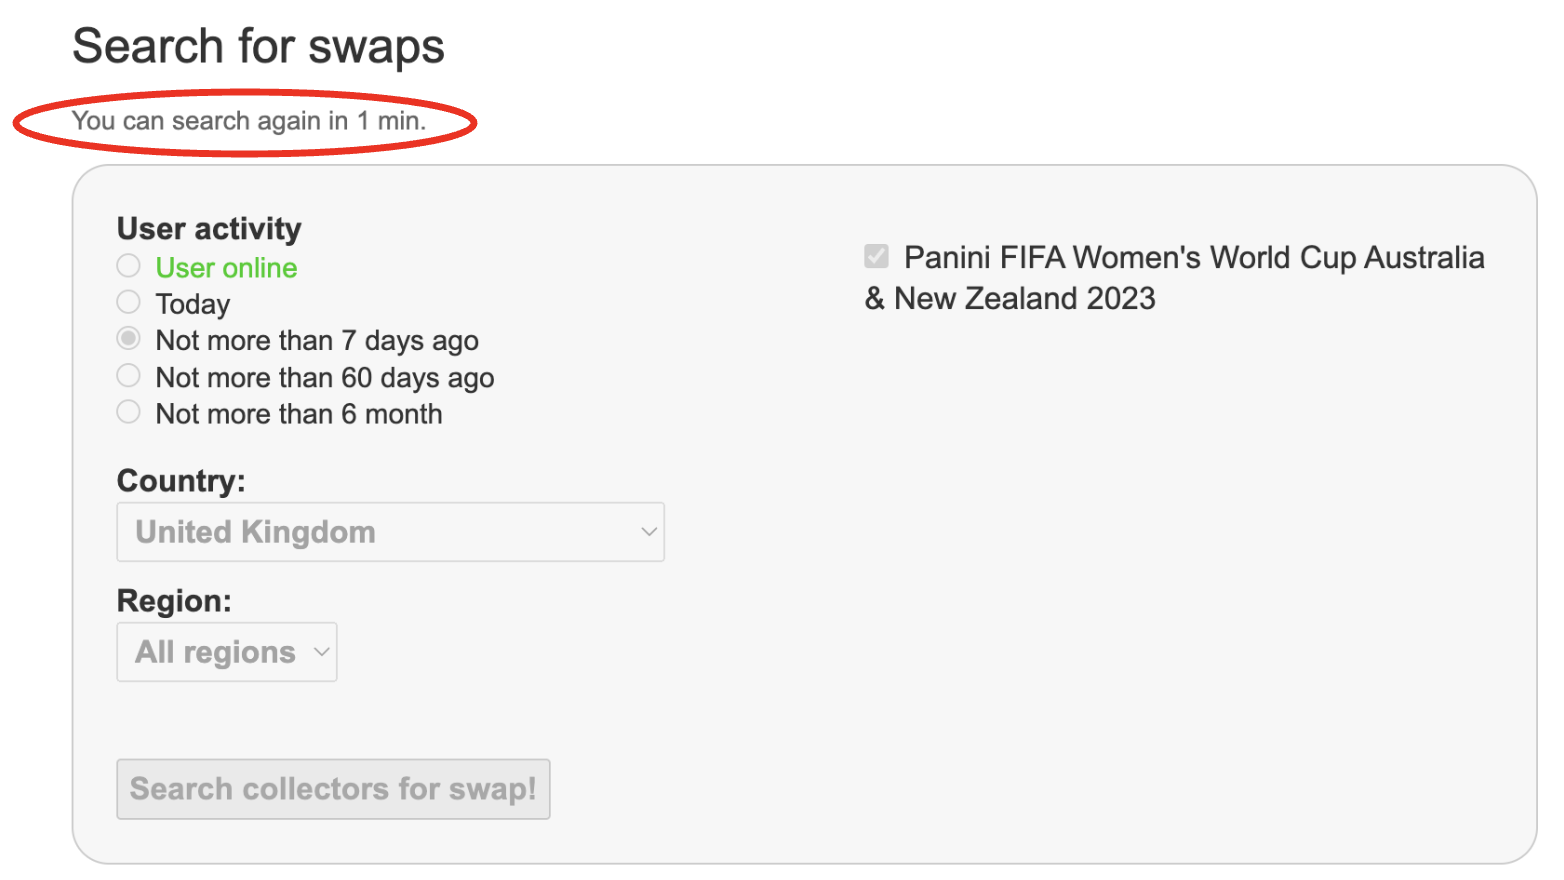 Search for swaps
You can search again in 1 min.
User activity
User online
Today
Not more than 7 days ago
Not more than 60 days ago
Not more than 6 month
Panini FIFA Women's World Cup Australia
& New Zealand 2023
Country:
United Kingdom
Region:
All regions
Search collectors for swap!